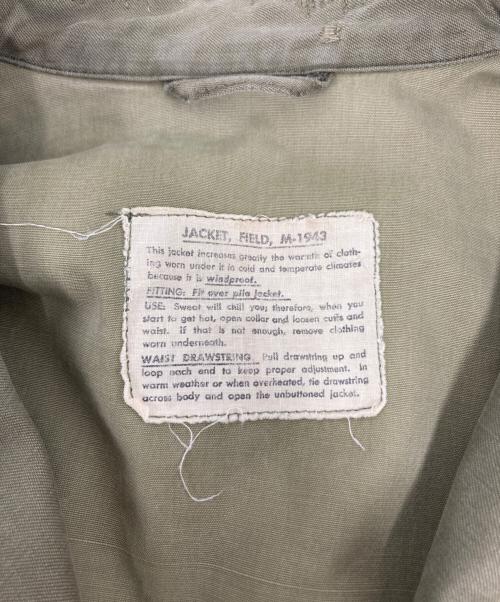 JACKET, FIELD, M-1943
This jacket increases greatly the warmth of cloth-
ing worn under it in cold and temperate climates
because it is windproof.
FITTING: Fit over pile jacket.
USE: Sweat will chill you; therefore, when you
start to get hot, open collar and loosen cuffs and
waist. If that is not enough, remove clothing
worn underneath.
WAIST DRAWSTRING Pull drawstring up and
loop each end to keep proper adjustment. In
warm weather or when overheated, tie drawstring
across body and open the unbuttoned jacket.